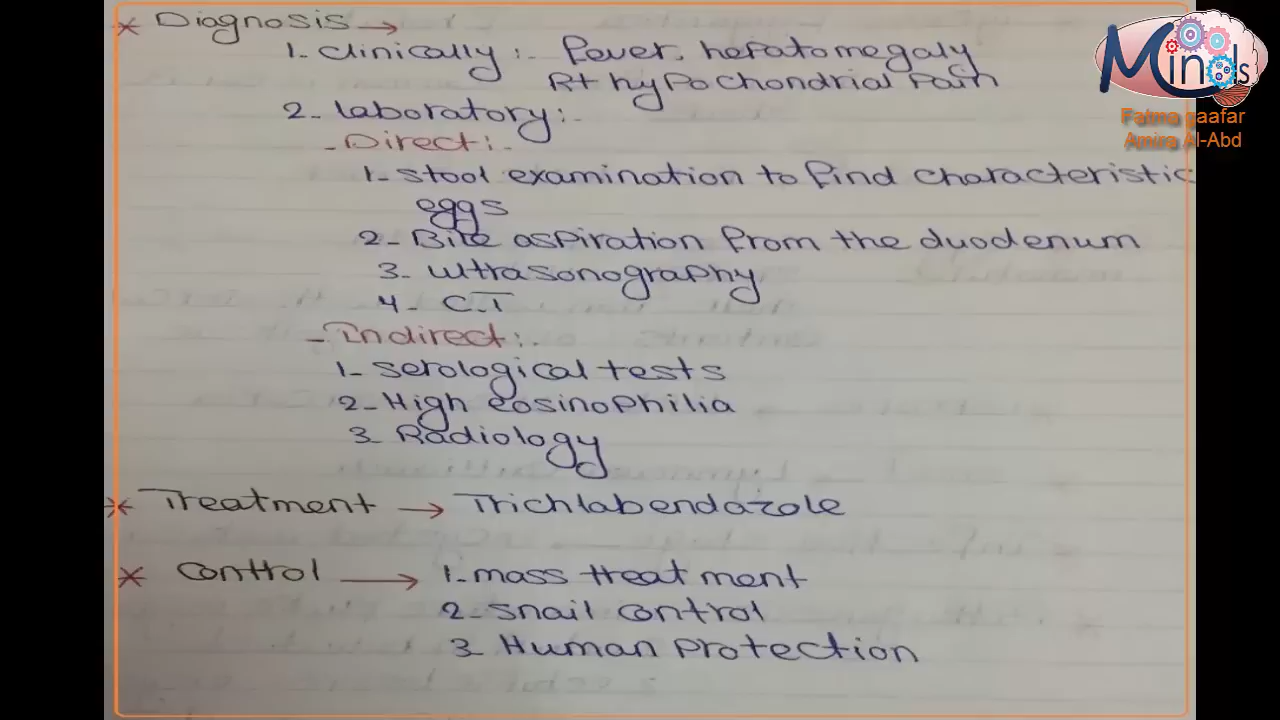 * Diagnosis →
1. Clinically :- Fever. hepatomegaly
Rt hypochondrial Pain
2. laboratory :-
- Direct :-
1. stool examination to find characteristic
eggs
2- Bile aspiration from the duodenum
3. Ultrasonography
4- C.T
- Indirect :-
1- Serological tests
2- High eosinophilia
3. Radiology
* Treatment → Trichlabendazole
* Control → 1. mass treatment
2- Snail control
3. Human Protection
Minds
Fatma gaafar
Amira Al-Abd